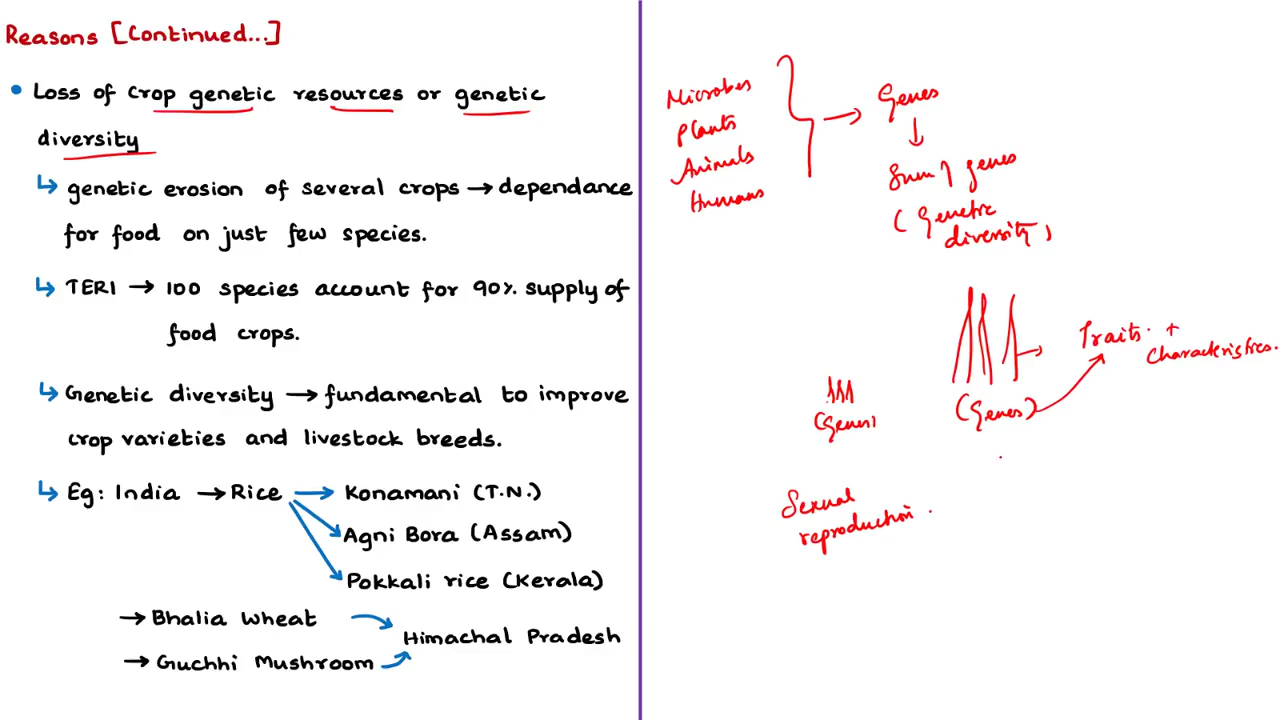 Reasons [Continued...]
• Loss of crop genetic resources or genetic
diversity
↳ genetic erosion of several crops → dependance
for food on just few species.
↳ TERI → 100 species account for 90% supply of
food crops.
↳ Genetic diversity → fundamental to improve
crop varieties and livestock breeds.
↳ Eg: India → Rice → Konamani (T.N.)
Agni Bora (Assam)
Pokkali rice (Kerala)
→ Bhalia Wheat
Himachal Pradesh
→ Guchhi Mushroom
Microbes
Plants
Animals
Humans
→ Genes
Sum of genes
(Genetic
diversity)
Traits +
Characteristics.
(Genes)
(Genes)
Sexual
reproduction.